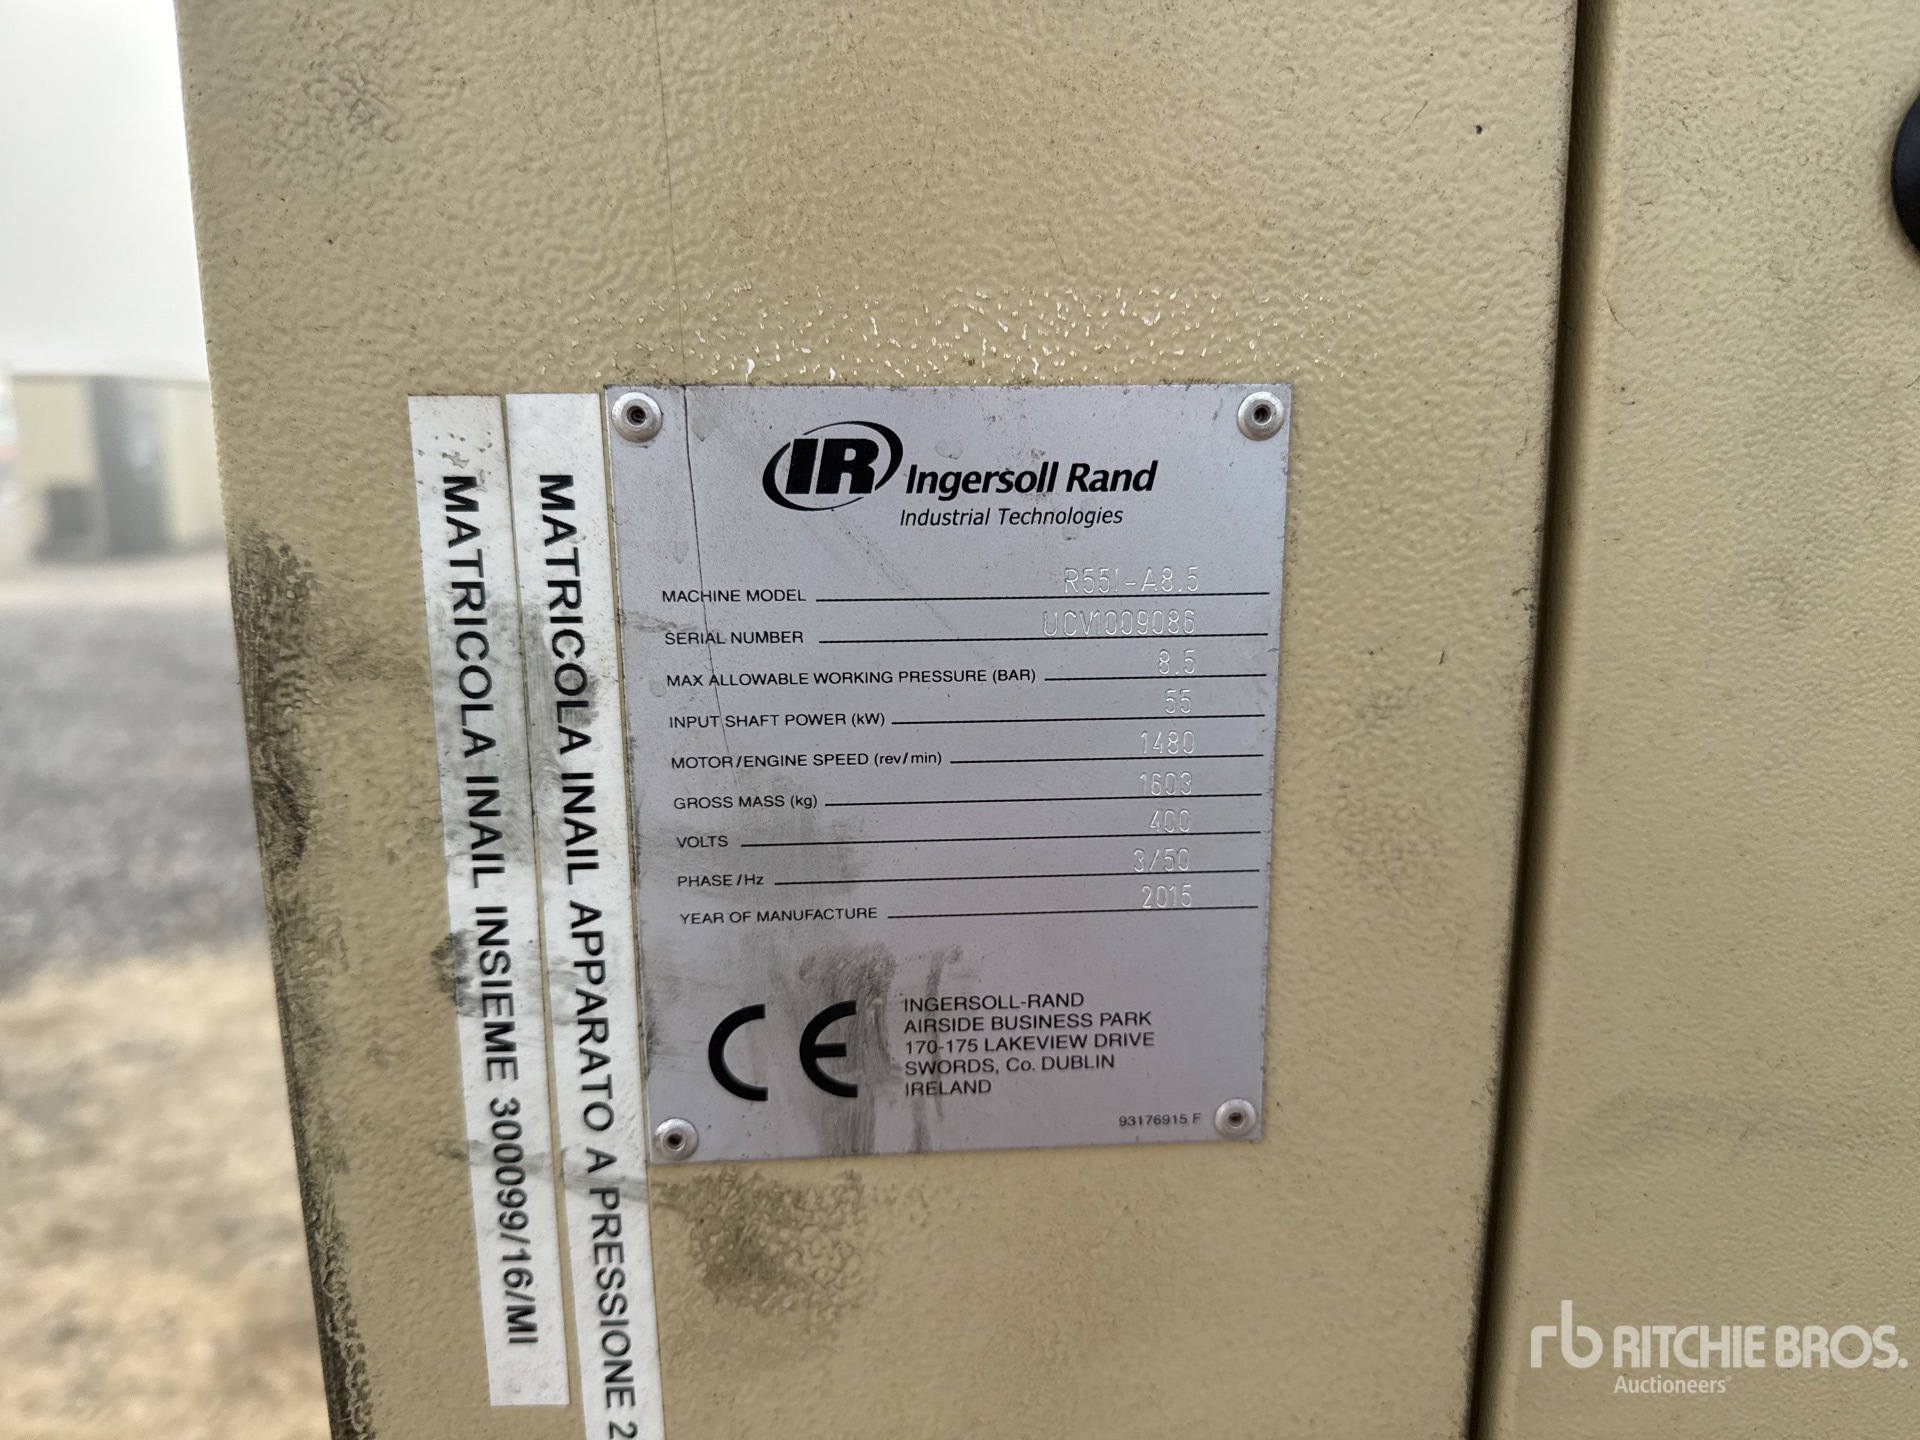 MATRICOLA INAIL INSIEME 300099/16/MI
MATRICOLA INAIL APPARATO A PRESSIONE 2
IR Ingersoll Rand
Industrial Technologies
MACHINE MODEL R55I-A8.5
SERIAL NUMBER UCV1009086
MAX ALLOWABLE WORKING PRESSURE (BAR) 8.5
INPUT SHAFT POWER (kW) 55
MOTOR/ENGINE SPEED (rev/min) 1480
GROSS MASS (kg) 1603
VOLTS 400
PHASE/Hz 3/50
YEAR OF MANUFACTURE 2015
CE
INGERSOLL-RAND
AIRSIDE BUSINESS PARK
170-175 LAKEVIEW DRIVE
SWORDS, Co. DUBLIN
IRELAND
93176915 F
rb RITCHIE BROS.
Auctioneers